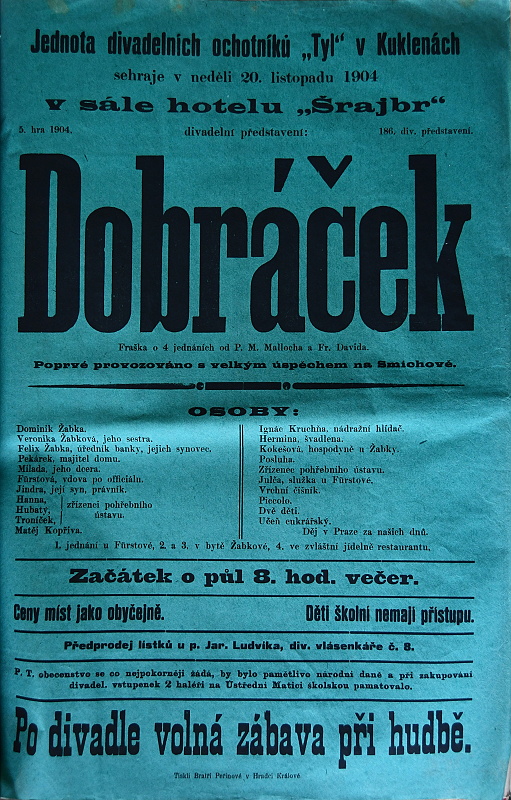 Jednota divadelních ochotníků „Tyl“ v Kuklenách
sehraje v neděli 20. listopadu 1904
v sále hotelu „Šrajbr“
5. hra 1904. divadelní představení: 186. div. představení.
Dobráček
Fraška o 4 jednáních od P. M. Mallocha a Fr. Davida.
Poprvé provozováno s velkým úspěchem na Smíchově.
OSOBY:
Dominik Žabka.
Veronika Žabková, jeho sestra.
Felix Žabka, úředník banky, jejich synovec.
Pekárek, majitel domu.
Milada, jeho dcera.
Fürstová, vdova po officiálu.
Jindra, její syn, právník.
Hanna,
Hubatý,
Troníček,
zřízenci pohřebního
ústavu.
Matěj Kopřiva.
Ignác Kruchňa, nádražní hlídač.
Hermina, švadlena.
Kokešová, hospodyně u Žabky.
Posluha.
Zřízenec pohřebního ústavu.
Julča, služka u Fürstové.
Vrchní číšník.
Piccolo.
Dvě děti.
Učeň cukrářský.
Děj v Praze za našich dnů.
1. jednání u Fürstové, 2. a 3. v bytě Žabkově, 4. ve zvláštní jídelně restaurantu.
Začátek o půl 8. hod. večer.
Ceny míst jako obyčejně. Děti školní nemají přístupu.
Předprodej lístků u p. Jar. Ludvíka, div. vlásenkáře č. 8.
P. T. obecenstvo se co nejpokorněji žádá, by bylo pamětlivo národní daně a při zakupování
divadel. vstupenek 2 haléři na Ústřední Matici školskou pamatovalo.
Po divadle volná zábava při hudbě.
Tiskli Bratří Peřinové v Hradci Králové.